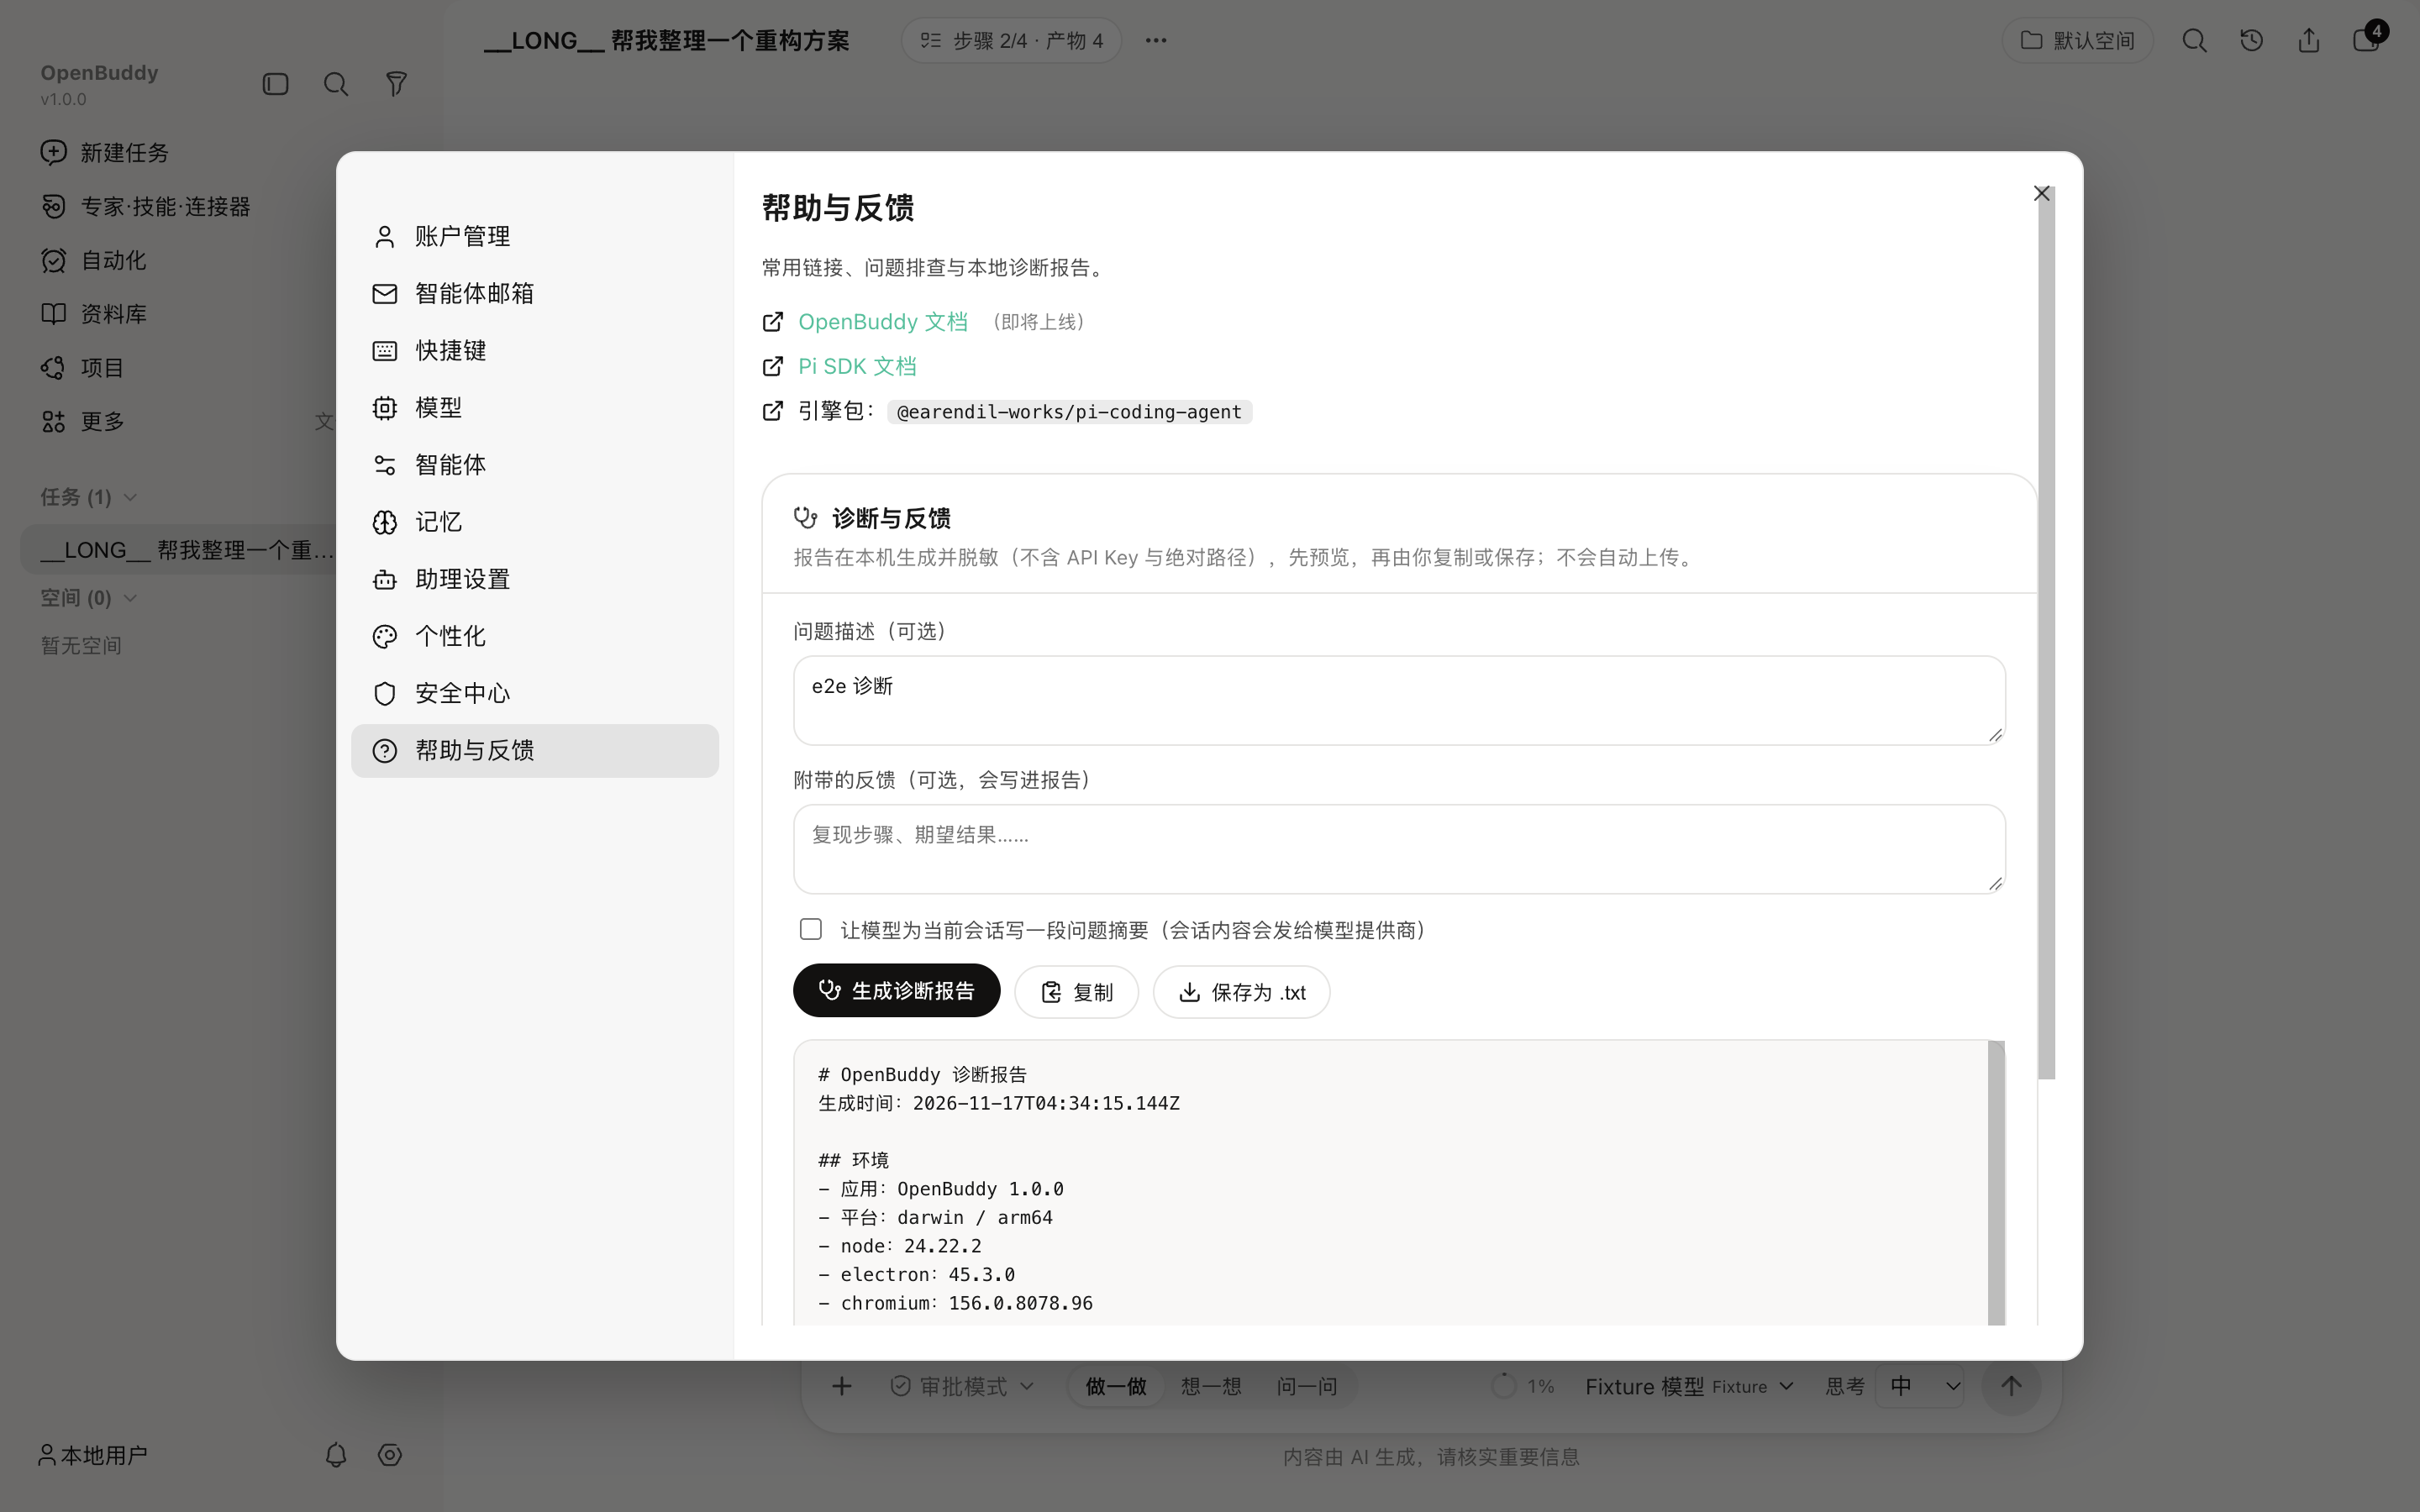 OpenBuddy
v1.0.0
新建任务
专家·技能·连接器
自动化
资料库
项目
更多
文
任务 (1)
__LONG__ 帮我整理一个重…
空间 (0)
暂无空间
本地用户
__LONG__ 帮我整理一个重构方案
步骤 2/4 · 产物 4
默认空间
4
账户管理
智能体邮箱
快捷键
模型
智能体
记忆
助理设置
个性化
安全中心
帮助与反馈
帮助与反馈
常用链接、问题排查与本地诊断报告。
OpenBuddy 文档 （即将上线）
Pi SDK 文档
引擎包： @earendil-works/pi-coding-agent
诊断与反馈
报告在本机生成并脱敏（不含 API Key 与绝对路径），先预览，再由你复制或保存；不会自动上传。
问题描述（可选）
e2e 诊断
附带的反馈（可选，会写进报告）
复现步骤、期望结果……
让模型为当前会话写一段问题摘要（会话内容会发给模型提供商）
生成诊断报告
复制
保存为 .txt
# OpenBuddy 诊断报告
生成时间：2026-11-17T04:34:15.144Z
## 环境
- 应用：OpenBuddy 1.0.0
- 平台：darwin / arm64
- node：24.22.2
- electron：45.3.0
- chromium：156.0.8078.96
审批模式
做一做
想一想
问一问
1%
Fixture 模型 Fixture
思考
中
内容由 AI 生成，请核实重要信息